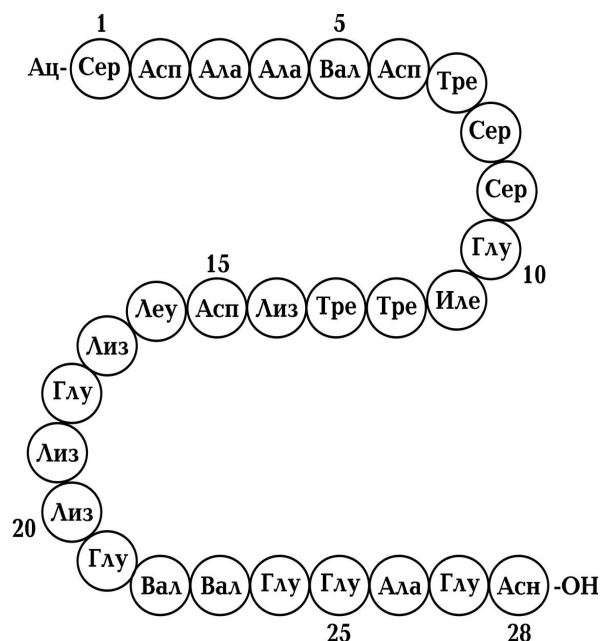 1 5
Ац- Сер Асп Ала Ала Вал Асп Тре
Сер
Сер
Глу
10
15
Леу Асп Лиз Тре Тре Иле
Лиз
Глу
Лиз
Лиз
20
Глу
Вал Вал Глу Глу Ала Глу Асн -ОН
25 28